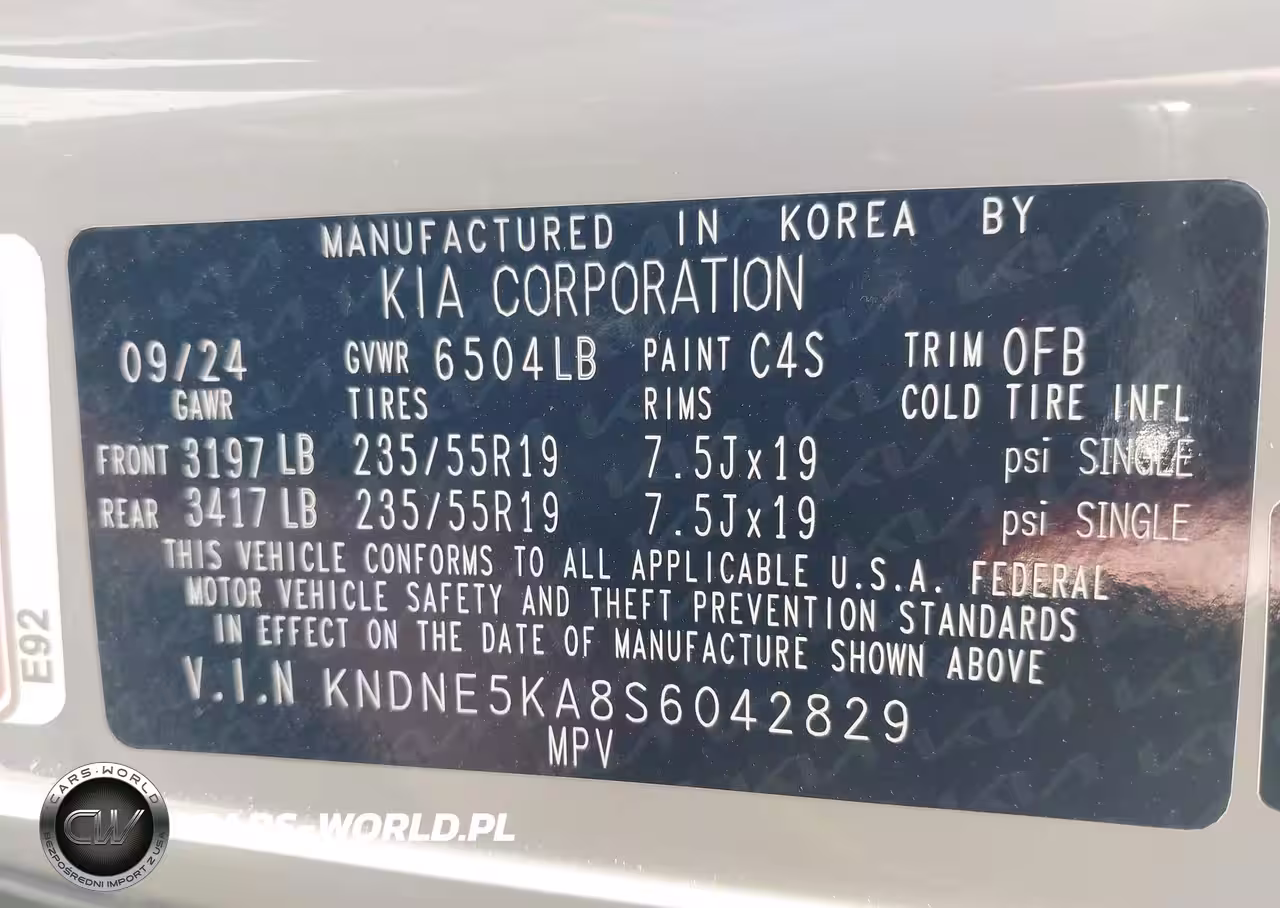 MANUFACTURED IN KOREA BY
KIA CORPORATION
09/24 GVWR 6504LB PAINT C4S TRIM OFB
GAWR TIRES RIMS COLD TIRE INFL
FRONT 3197 LB 235/55R19 7.5Jx19 psi SINGLE
REAR 3417 LB 235/55R19 7.5Jx19 psi SINGLE
THIS VEHICLE CONFORMS TO ALL APPLICABLE U.S.A. FEDERAL
MOTOR VEHICLE SAFETY AND THEFT PREVENTION STANDARDS
IN EFFECT ON THE DATE OF MANUFACTURE SHOWN ABOVE
V.I.N KNDNE5KA8S6042829
MPV
E92
CARS-WORLD
CW
BEZPOŚREDNI IMPORT Z USA
CARS-WORLD.PL